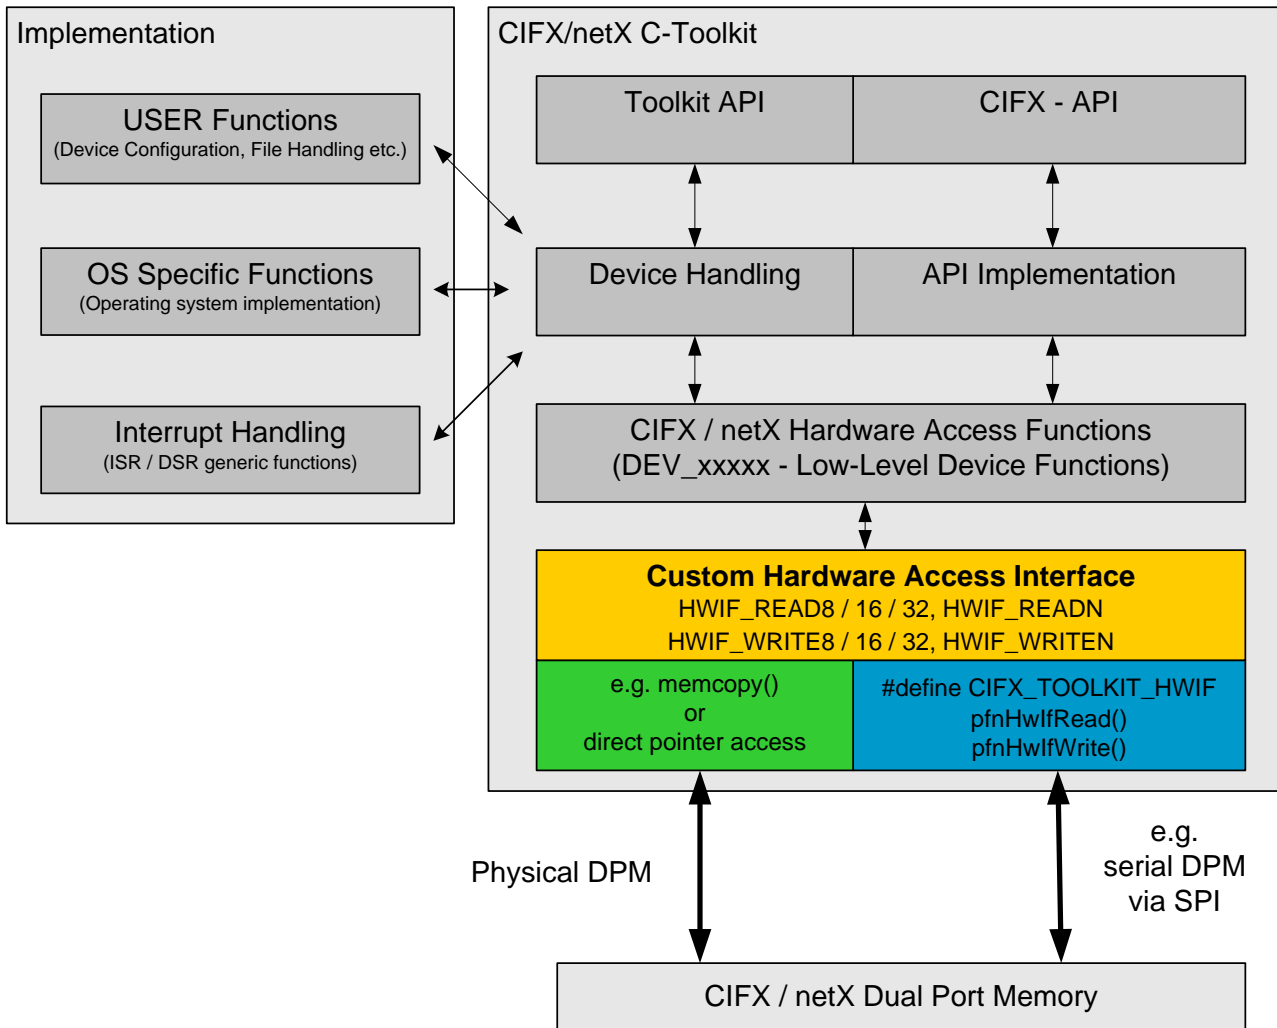 Implementation
USER Functions
(Device Configuration, File Handling etc.)
OS Specific Functions
(Operating system implementation)
Interrupt Handling
(ISR / DSR generic functions)
CIFX/netX C-Toolkit
Toolkit API
CIFX - API
Device Handling
API Implementation
CIFX / netX Hardware Access Functions
(DEV_xxxxx - Low-Level Device Functions)
Custom Hardware Access Interface
HWIF_READ8 / 16 / 32, HWIF_READN
HWIF_WRITE8 / 16 / 32, HWIF_WRITEN
e.g. memcopy()
or
direct pointer access
#define CIFX_TOOLKIT_HWIF
pfnHwIfRead()
pfnHwIfWrite()
Physical DPM
e.g.
serial DPM
via SPI
CIFX / netX Dual Port Memory